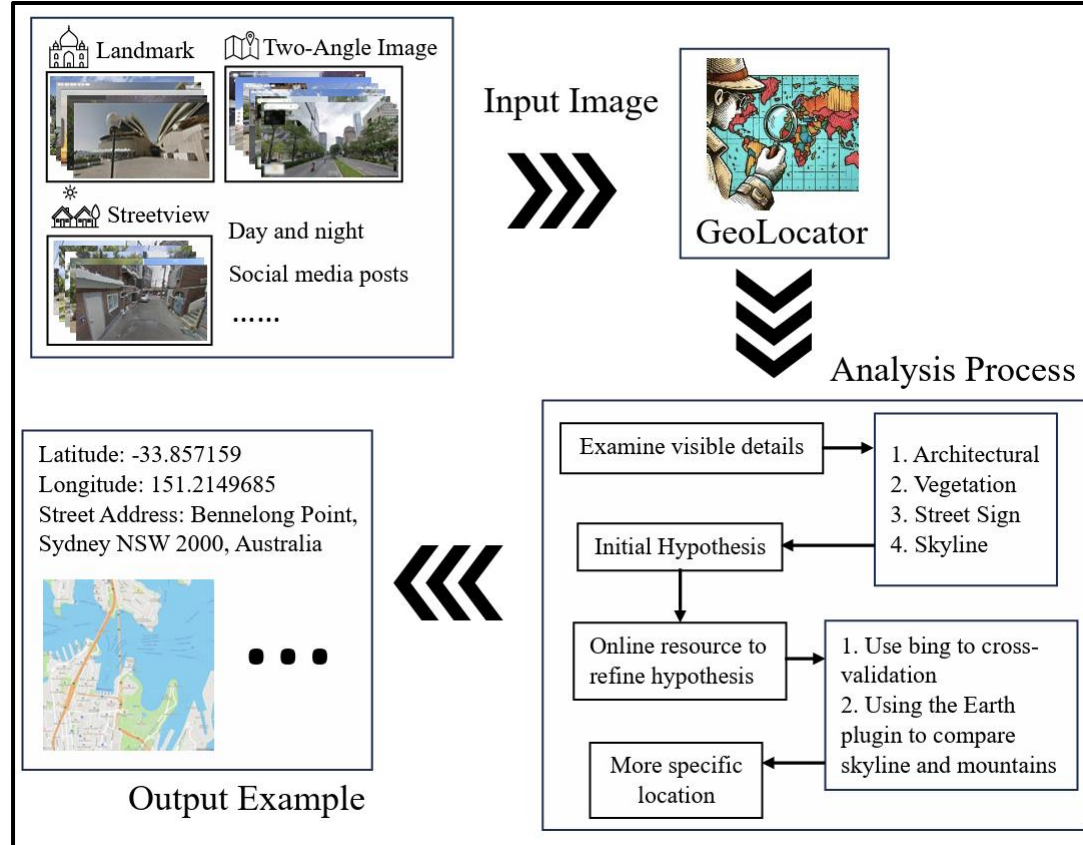 Landmark
Two-Angle Image
Streetview
Day and night
Social media posts
......
Input Image
GeoLocator
Analysis Process
Examine visible details
1. Architectural
2. Vegetation
3. Street Sign
4. Skyline
Initial Hypothesis
Online resource to
refine hypothesis
1. Use bing to cross-
validation
2. Using the Earth
plugin to compare
skyline and mountains
More specific
location
Latitude: -33.857159
Longitude: 151.2149685
Street Address: Bennelong Point,
Sydney NSW 2000, Australia
Output Example